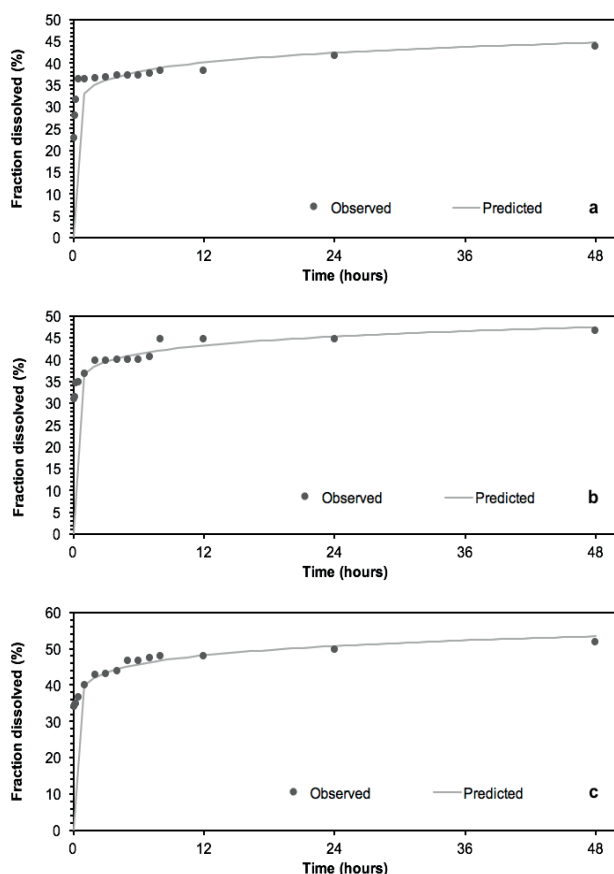 Fraction dissolved (%)
50
45
40
35
30
25
20
15
10
5
0
Observed Predicted a
0 12 24 36 48
Time (hours)
Fraction dissolved (%)
50
45
40
35
30
25
20
15
10
5
0
Observed Predicted b
0 12 24 36 48
Time (hours)
Fraction dissolved (%)
60
50
40
30
20
10
0
Observed Predicted c
0 12 24 36 48
Time (hours)